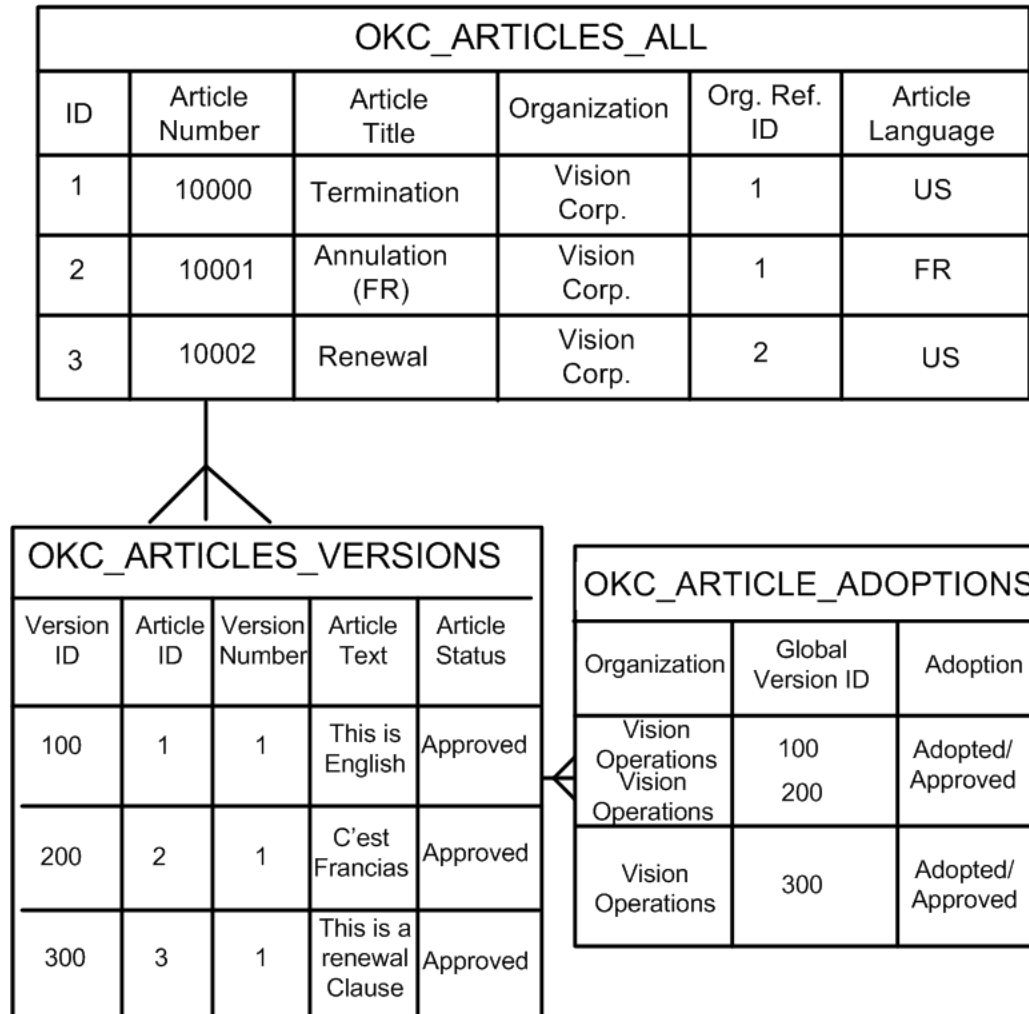 OKC_ARTICLES_ALL
ID
Article
Number
Article
Title
Organization
Org. Ref.
ID
Article
Language
1
10000
Termination
Vision
Corp.
1
US
2
10001
Annulation
(FR)
Vision
Corp.
1
FR
3
10002
Renewal
Vision
Corp.
2
US
OKC_ARTICLES_VERSIONS
Version
ID
Article
ID
Version
Number
Article
Text
Article
Status
100
1
1
This is
English
Approved
200
2
1
C'est
Francias
Approved
300
3
1
This is a
renewal
Clause
Approved
OKC_ARTICLE_ADOPTIONS
Organization
Global
Version ID
Adoption
Vision
Operations
100
Adopted/
Approved
Vision
Operations
200
Vision
Operations
300
Adopted/
Approved